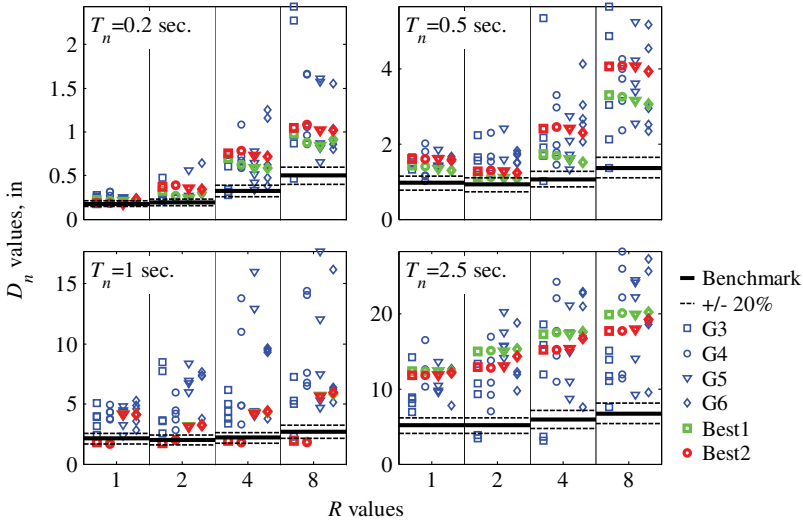 T_n=0.2 sec.
2
1.5
1
0.5
0
T_n=0.5 sec.
4
2
0
D_n values, in
T_n=1 sec.
15
10
5
0
1
2
4
8
T_n=2.5 sec.
20
10
0
1
2
4
8
R values
Benchmark
+/- 20%
G3
G4
G5
G6
Best1
Best2